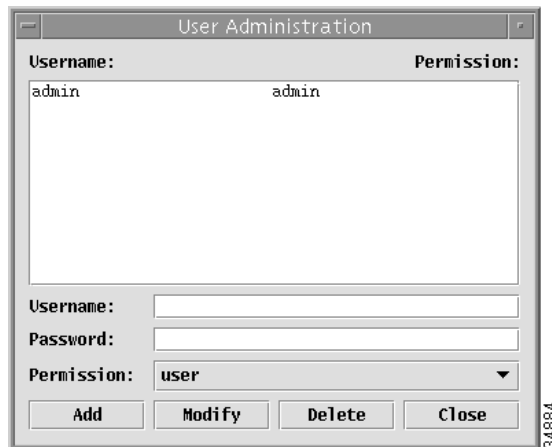 User Administration
Username: Permission:
admin admin
Username:
Password:
Permission: user
Add Modify Delete Close
34884